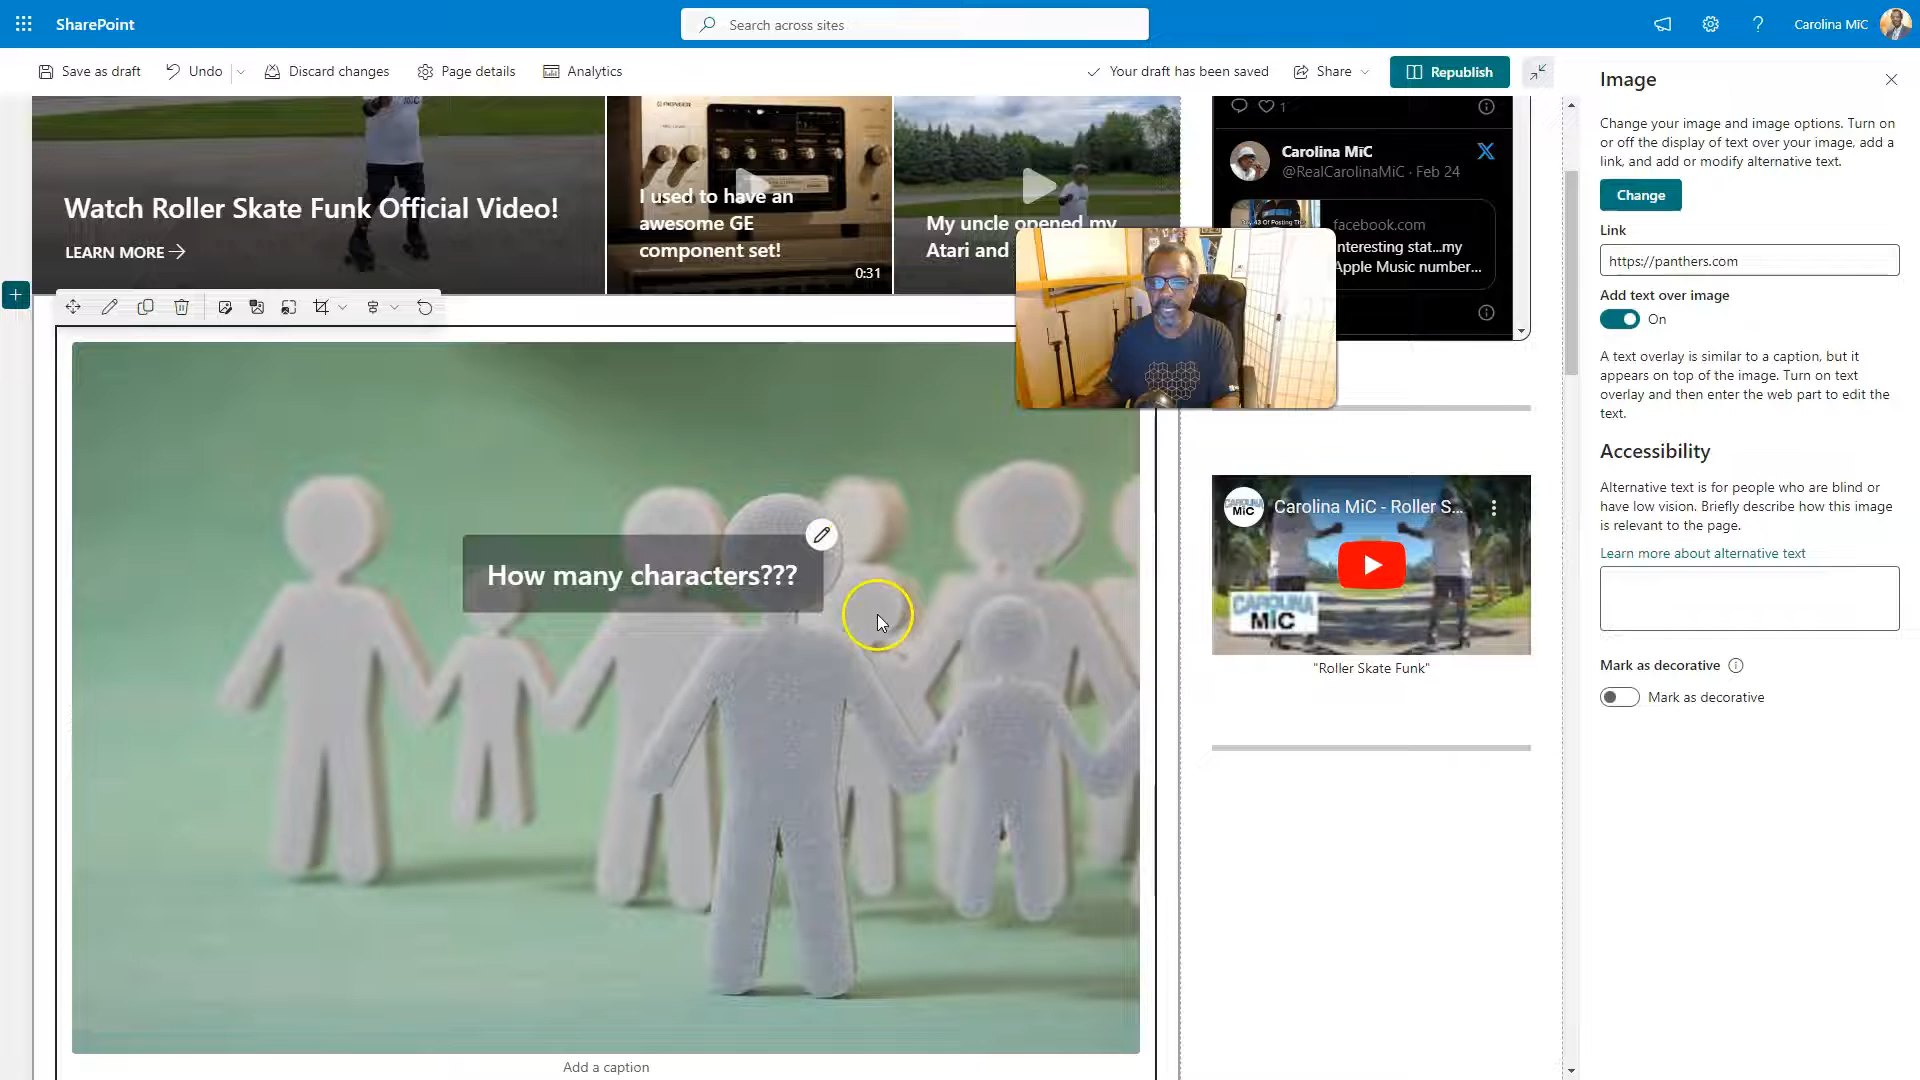 SharePoint
Search across sites
Carolina MiC
Save as draft
Undo
Discard changes
Page details
Analytics
Your draft has been saved
Share
Republish
Watch Roller Skate Funk Official Video!
LEARN MORE
I used to have an
awesome GE
component set!
0:31
My uncle opened my
Atari and
1
Carolina MiC
@RealCarolinaMiC · Feb 24
facebook.com
nteresting stat...my
Apple Music number...
How many characters???
Add a caption
CAROLINA
MiC
Carolina MiC - Roller S...
CAROLINA
MiC
"Roller Skate Funk"
Image
Change your image and image options. Turn on
or off the display of text over your image, add a
link, and add or modify alternative text.
Change
Link
https://panthers.com
Add text over image
On
A text overlay is similar to a caption, but it
appears on top of the image. Turn on text
overlay and then enter the web part to edit the
text.
Accessibility
Alternative text is for people who are blind or
have low vision. Briefly describe how this image
is relevant to the page.
Learn more about alternative text
Mark as decorative
Mark as decorative